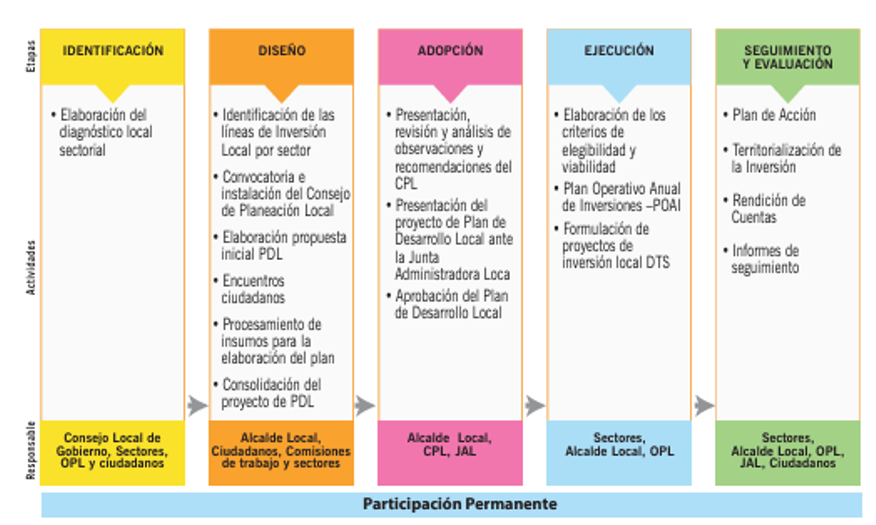 Etapas
IDENTIFICACIÓN
DISEÑO
ADOPCIÓN
EJECUCIÓN
SEGUIMIENTO
Y EVALUACIÓN
Actividades
• Elaboración del
diagnóstico local
sectorial
• Identificación de las
líneas de Inversión
Local por sector
• Convocatoria e
instalación del Consejo
de Planeación Local
• Elaboración propuesta
inicial PDL
• Encuentros
ciudadanos
• Procesamiento de
insumos para la
elaboración del plan
• Consolidación del
proyecto de PDL
• Presentación,
revisión y análisis de
observaciones y
recomendaciones del
CPL
• Presentación del
proyecto de Plan de
Desarrollo Local ante
la Junta
Administradora Loca
• Aprobación del Plan
de Desarrollo Local
• Elaboración de los
criterios de
elegibilidad y
viabilidad
• Plan Operativo Anual
de Inversiones –POAI
• Formulación de
proyectos de
inversión local DTS
• Plan de Acción
• Territorialización de
la Inversión
• Rendición de
Cuentas
• Informes de
seguimiento
Responsable
Consejo Local de
Gobierno, Sectores,
OPL y ciudadanos
Alcalde Local,
Ciudadanos, Comisiones
de trabajo y sectores
Alcalde Local,
CPL, JAL
Sectores,
Alcalde Local, OPL
Sectores,
Alcalde Local, OPL,
JAL, Ciudadanos
Participación Permanente